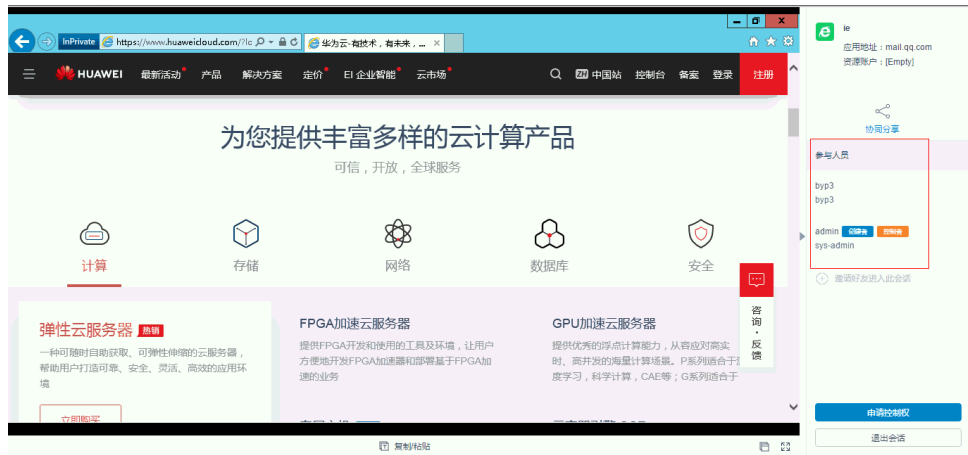 InPrivate https://www.huaweicloud.com/?lc 华为云-有技术，有未来，...
HUAWEI 最新活动 产品 解决方案 定价 EI 企业智能 云市场 中国站 控制台 备案 登录 注册
为您提供丰富多样的云计算产品
可信，开放，全球服务
计算 存储 网络 数据库 安全
弹性云服务器 热销
一种可随时自助获取、可弹性伸缩的云服务器，
帮助用户打造可靠、安全、灵活、高效的应用环
境
立即购买
FPGA加速云服务器
提供FPGA开发和使用的工具及环境，让用户
方便地开发FPGA加速器和部署基于FPGA加
速的业务
GPU加速云服务器
提供优秀的浮点计算能力，从容应对高实
时、高并发的海量计算场景。P系列适合于
度学习，科学计算，CAE等；G系列适合于
咨
询
·
反
馈
复制/粘贴
ie
应用地址：mail.qq.com
资源账户：[Empty]
协同分享
参与人员
byp3
byp3
admin 创建者 控制者
sys-admin
邀请好友进入此会话
申请控制权
退出会话